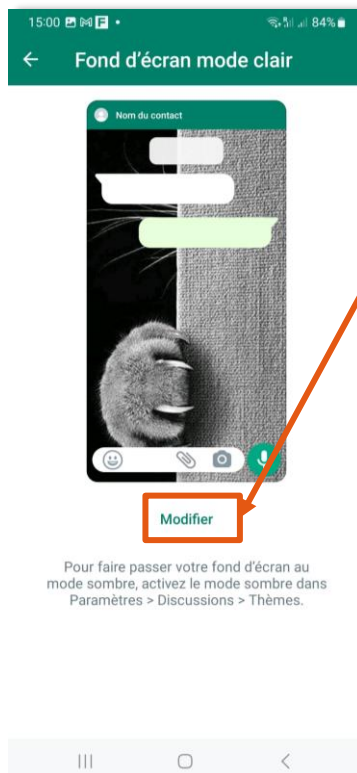 15:00 84%
Fond d'écran mode clair
Nom du contact
Modifier
Pour faire passer votre fond d'écran au
mode sombre, activez le mode sombre dans
Paramètres > Discussions > Thèmes.